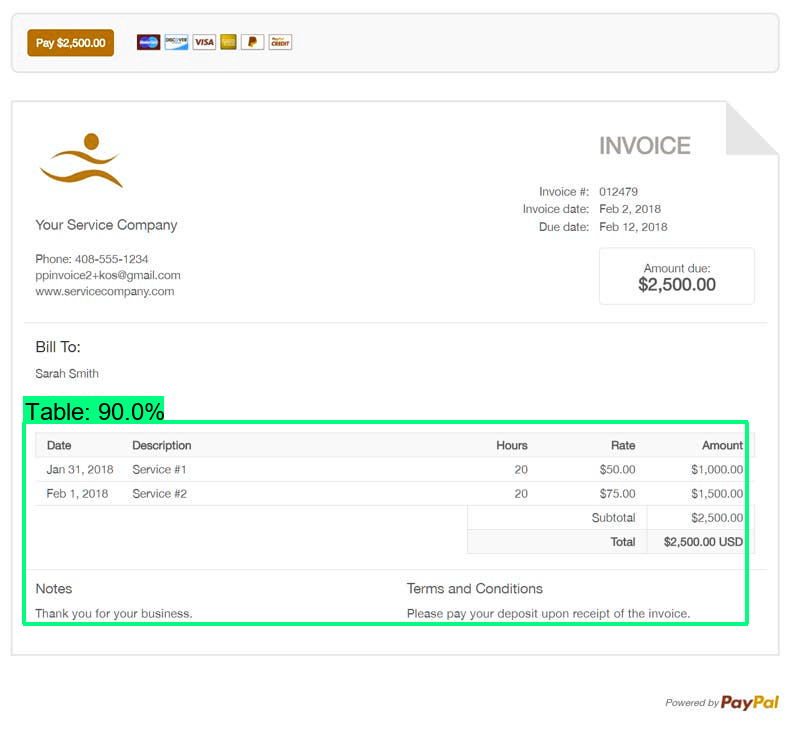 Pay $2,500.00 DISCOVER VISA PayPal CREDIT
INVOICE
Invoice #: 012479
Invoice date: Feb 2, 2018
Due date: Feb 12, 2018
Your Service Company
Phone: 408-555-1234
ppinvoice2+kos@gmail.com
www.servicecompany.com
Amount due:
$2,500.00
Bill To:
Sarah Smith
Table: 90.0%
Date Description Hours Rate Amount
Jan 31, 2018 Service #1 20 $50.00 $1,000.00
Feb 1, 2018 Service #2 20 $75.00 $1,500.00
Subtotal $2,500.00
Total $2,500.00 USD
Notes Terms and Conditions
Thank you for your business. Please pay your deposit upon receipt of the invoice.
Powered by PayPal